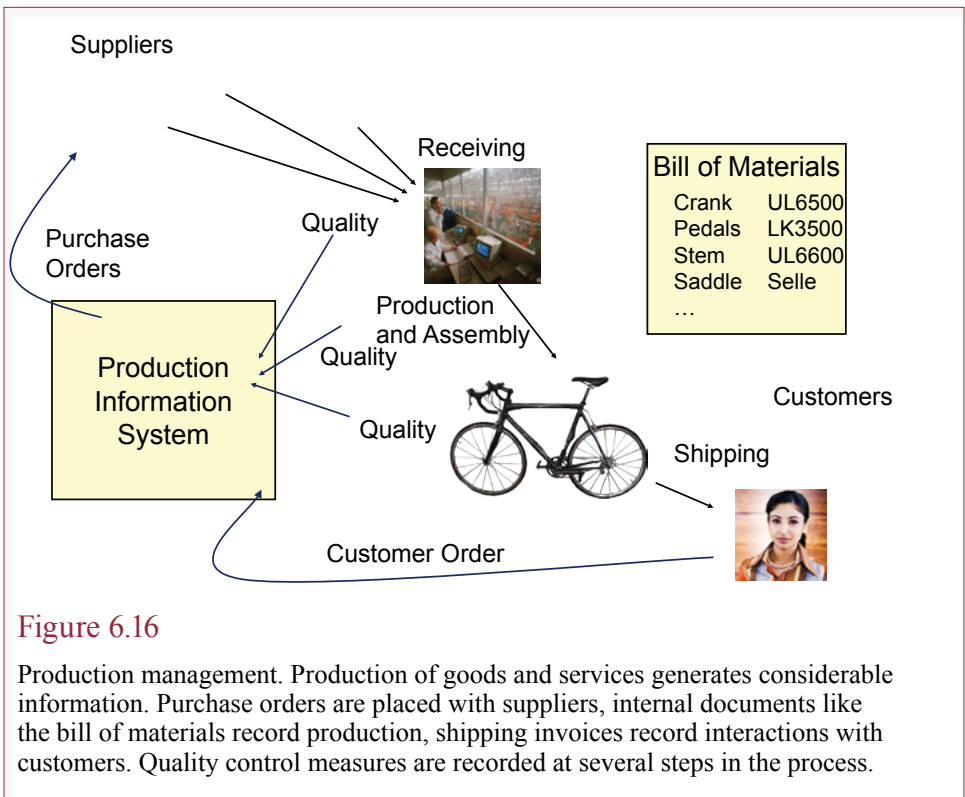 Suppliers
Receiving
Bill of Materials
Crank UL6500
Pedals LK3500
Stem UL6600
Saddle Selle
…
Quality
Purchase
Orders
Production
and Assembly
Quality
Production
Information
System
Customers
Quality
Shipping
Customer Order
Figure 6.16
Production management. Production of goods and services generates considerable
information. Purchase orders are placed with suppliers, internal documents like
the bill of materials record production, shipping invoices record interactions with
customers. Quality control measures are recorded at several steps in the process.